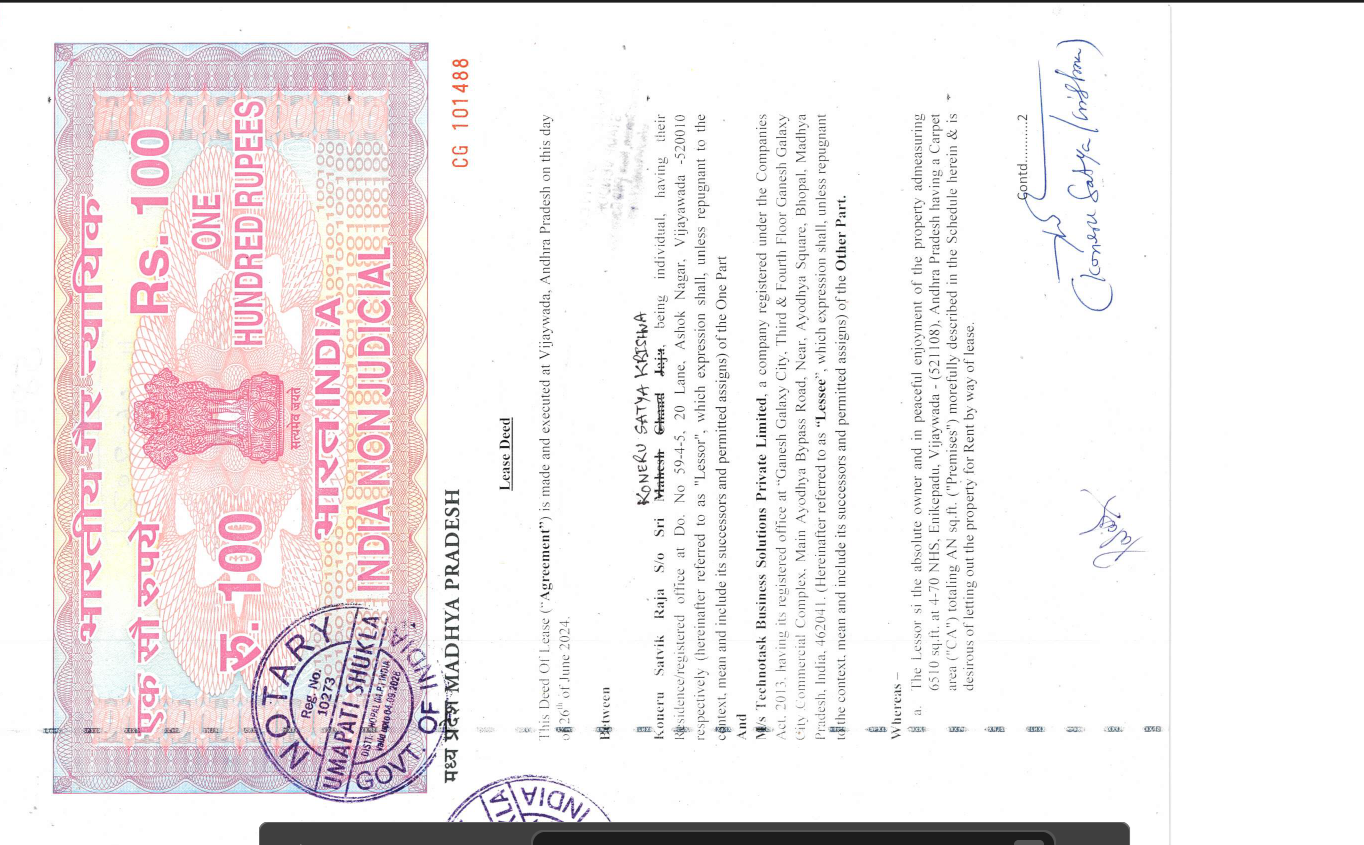 भारतीय गैर न्यायिक
एक सौ रुपये
रु. 100
Rs. 100
ONE
HUNDRED RUPEES
सत्यमेव जयते
भारत INDIA
INDIA NON JUDICIAL
मध्य प्रदेश MADHYA PRADESH
CG 101488
NOTARY
Reg. No.
10273
UMAPATI SHUKLA
DIST. BHOPAL (M.P.) INDIA
GOVT. OF INDIA
INDIA
Lease Deed
This Deed Of Lease ("Agreement") is made and executed at Vijaywada, Andhra Pradesh on this day
of 26th of June 2024.
Between
KONERU SATYA KRISHNA
Koneru Satvik Raja S/o Sri Mahesh Chand Jaja, being individual, having their
Residence/registered office at Do. No 59-4-5, 20 Lane, Ashok Nagar, Vijayawada -520010
respectively (hereinafter referred to as "Lessor", which expression shall, unless repugnant to the
context, mean and include its successors and permitted assigns) of the One Part
And
M/s Technotask Business Solutions Private Limited, a company registered under the Companies
Act, 2013, having its registered office at "Ganesh Galaxy City, Third & Fourth Floor Ganesh Galaxy
City Commercial Complex, Main Ayodhya Bypass Road, Near, Ayodhya Square, Bhopal, Madhya
Pradesh, India, 462041. (Hereinafter referred to as "Lessee", which expression shall, unless repugnant
to the context, mean and include its successors and permitted assigns) of the Other Part.
Whereas –
a. The Lessor si the absolute owner and in peaceful enjoyment of the property admeasuring
6510 sq.ft. at 4-70 NHS, Enikepadu, Vijaywada - (521108), Andhra Pradesh having a Carpet
area ("CA") totaling AN sq.ft. ("Premises") morefully described in the Schedule herein & is
desirous of letting out the property for Rent by way of lease.
Contd............2
(Koneru Satya Krishna)